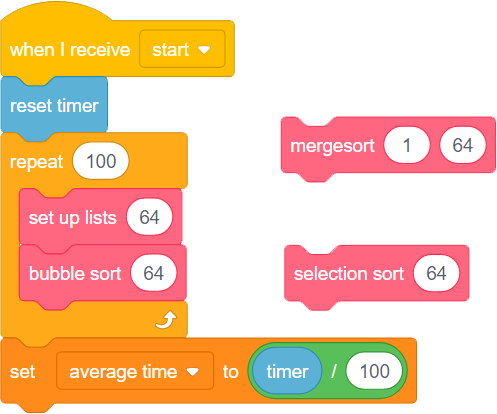 when I receive start
reset timer
repeat 100
mergesort 1 64
set up lists 64
bubble sort 64
selection sort 64
set average time to timer / 100